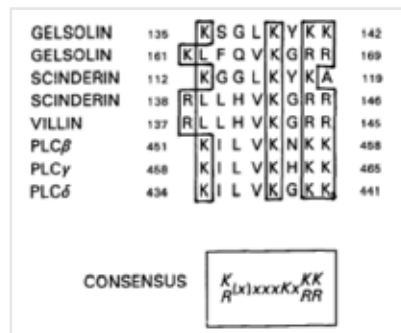 GELSOLIN 135 K S G L K Y K K 142
GELSOLIN 161 K L F Q V K G R R 169
SCINDERIN 112 K G G L K Y K A 119
SCINDERIN 138 R L L H V K G R R 146
VILLIN 137 R L L H V K G R R 145
PLCβ 451 K I L V K N K K 458
PLCγ 458 K I L V K H K K 465
PLCδ 434 K I L V K G K K 441
CONSENSUS K/R(x)xxxKxKK/RR